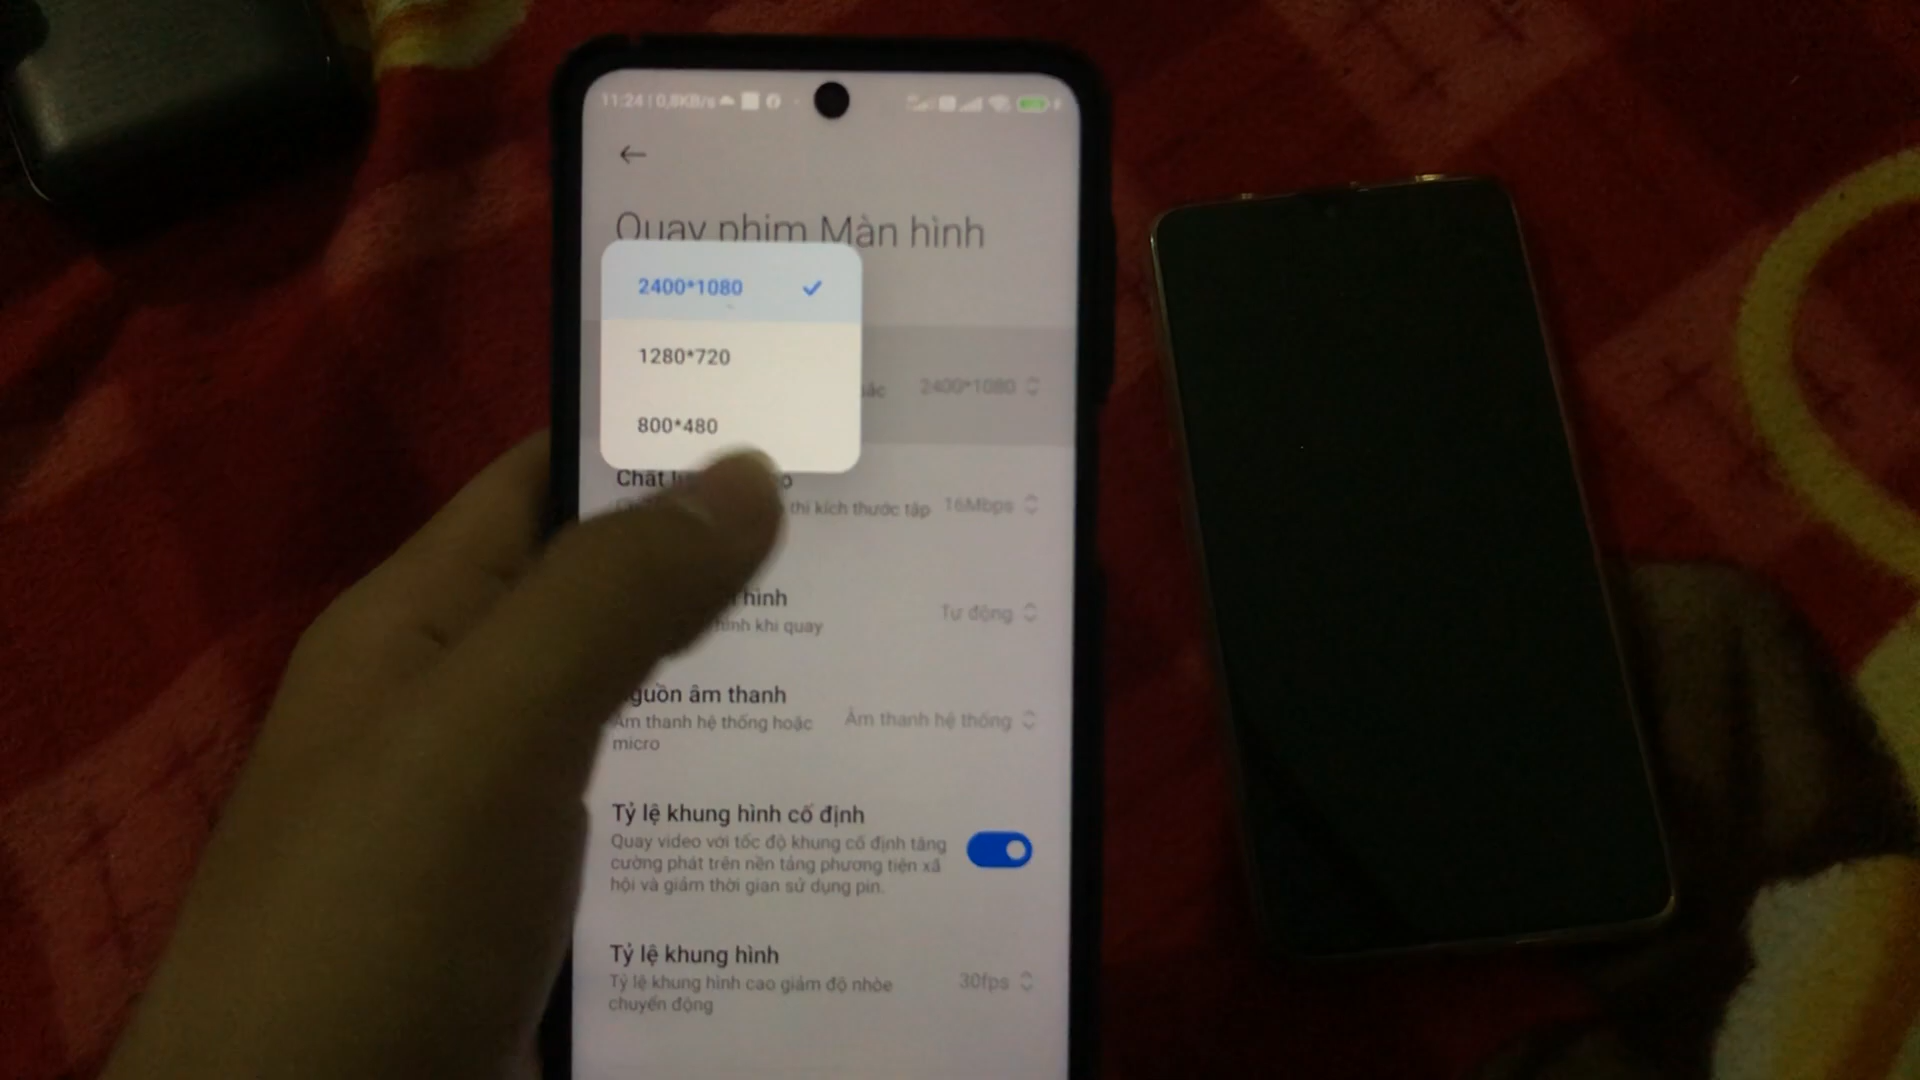 11:24 | 0,8KB/s
Quay phim Màn hình
2400*1080
1280*720
800*480
2400*1080
Chất
thì kích thước tập
16Mbps
hình
hình khi quay
Tự động
guồn âm thanh
Âm thanh hệ thống hoặc
micro
Âm thanh hệ thống
Tỷ lệ khung hình cố định
Quay video với tốc độ khung cố định tăng
cường phát trên nền tảng phương tiện xã
hội và giảm thời gian sử dụng pin.
Tỷ lệ khung hình
Tỷ lệ khung hình cao giảm độ nhòe
chuyển động
30fps